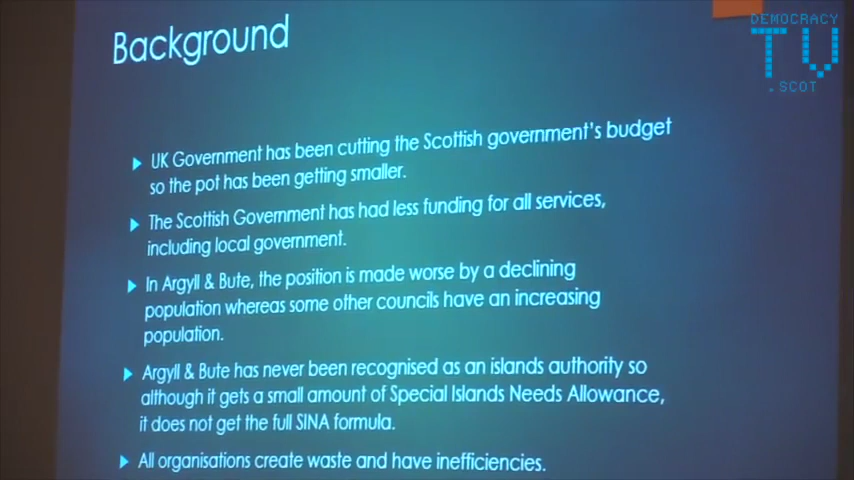 DEMOCRACY
TV
.SCOT
Background
UK Government has been cutting the Scottish government's budget
so the pot has been getting smaller.
The Scottish Government has had less funding for all services,
including local government.
In Argyll & Bute, the position is made worse by a declining
population whereas some other councils have an increasing
population.
Argyll & Bute has never been recognised as an islands authority so
although it gets a small amount of Special Islands Needs Allowance,
it does not get the full SINA formula.
All organisations create waste and have inefficiencies.